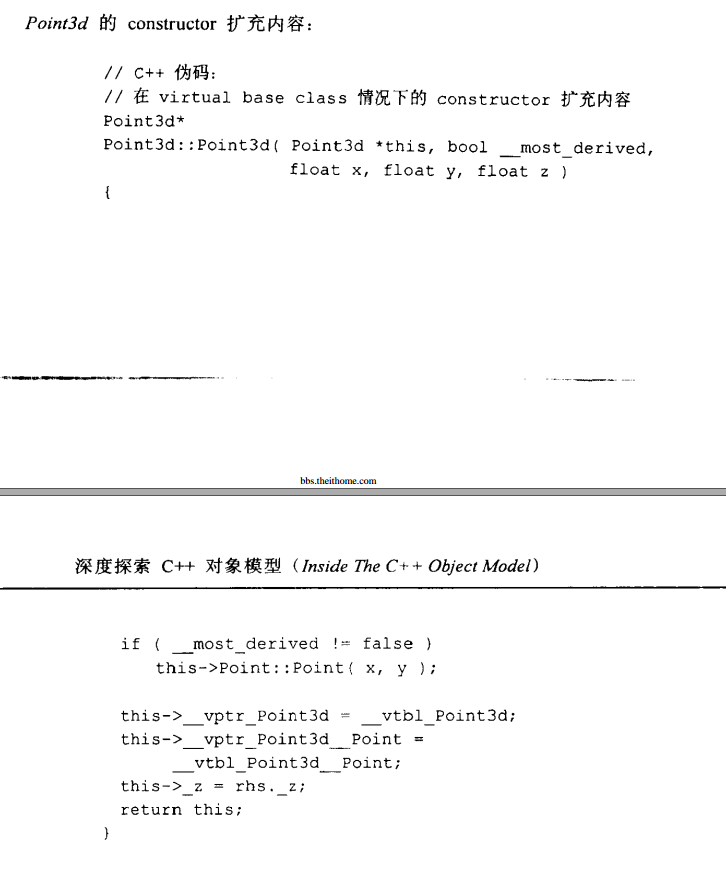 Point3d 的 constructor 扩充内容：
// C++ 伪码：
// 在 virtual base class 情况下的 constructor 扩充内容
Point3d*
Point3d::Point3d( Point3d *this, bool __most_derived,
float x, float y, float z )
{
bbs.theithome.com
深度探索 C++ 对象模型（Inside The C++ Object Model）
if ( __most_derived != false )
this->Point::Point( x, y );
this->__vptr_Point3d = __vtbl_Point3d;
this->__vptr_Point3d__Point =
__vtbl_Point3d__Point;
this->_z = rhs._z;
return this;
}